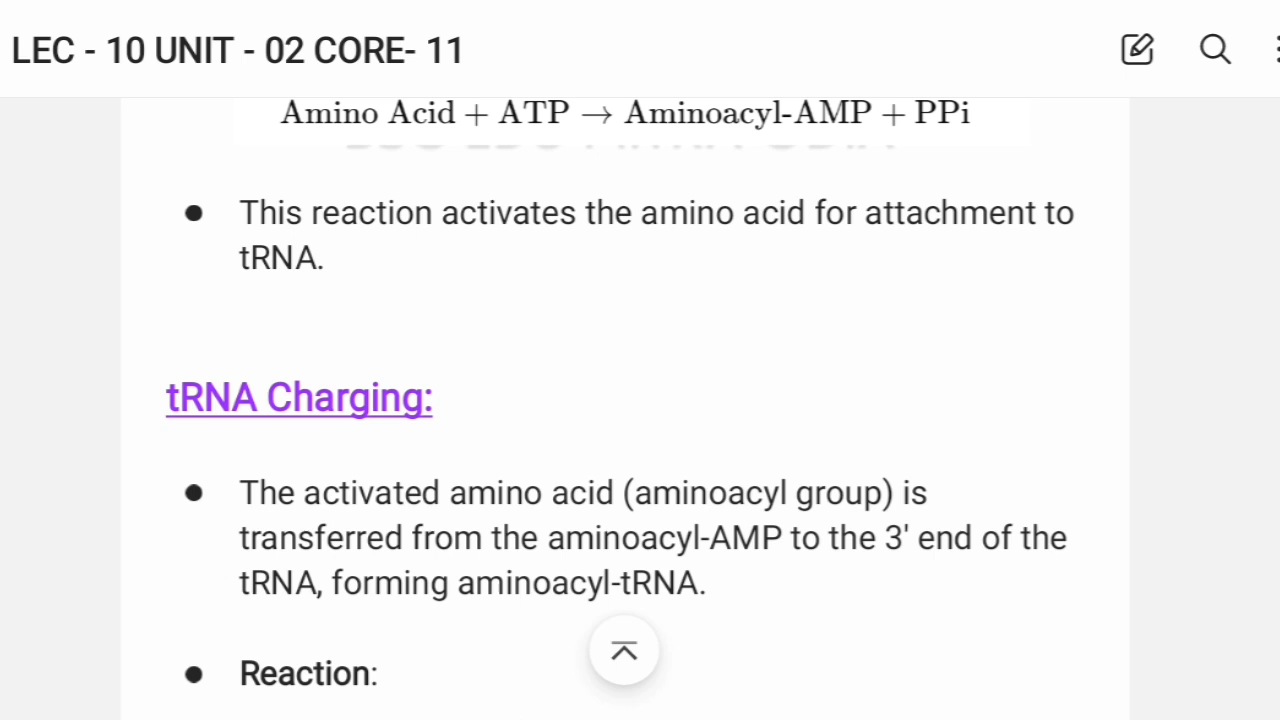 LEC - 10 UNIT - 02 CORE- 11
Amino Acid + ATP → Aminoacyl-AMP + PPi
● This reaction activates the amino acid for attachment to
tRNA.
tRNA Charging:
● The activated amino acid (aminoacyl group) is
transferred from the aminoacyl-AMP to the 3' end of the
tRNA, forming aminoacyl-tRNA.
● Reaction: